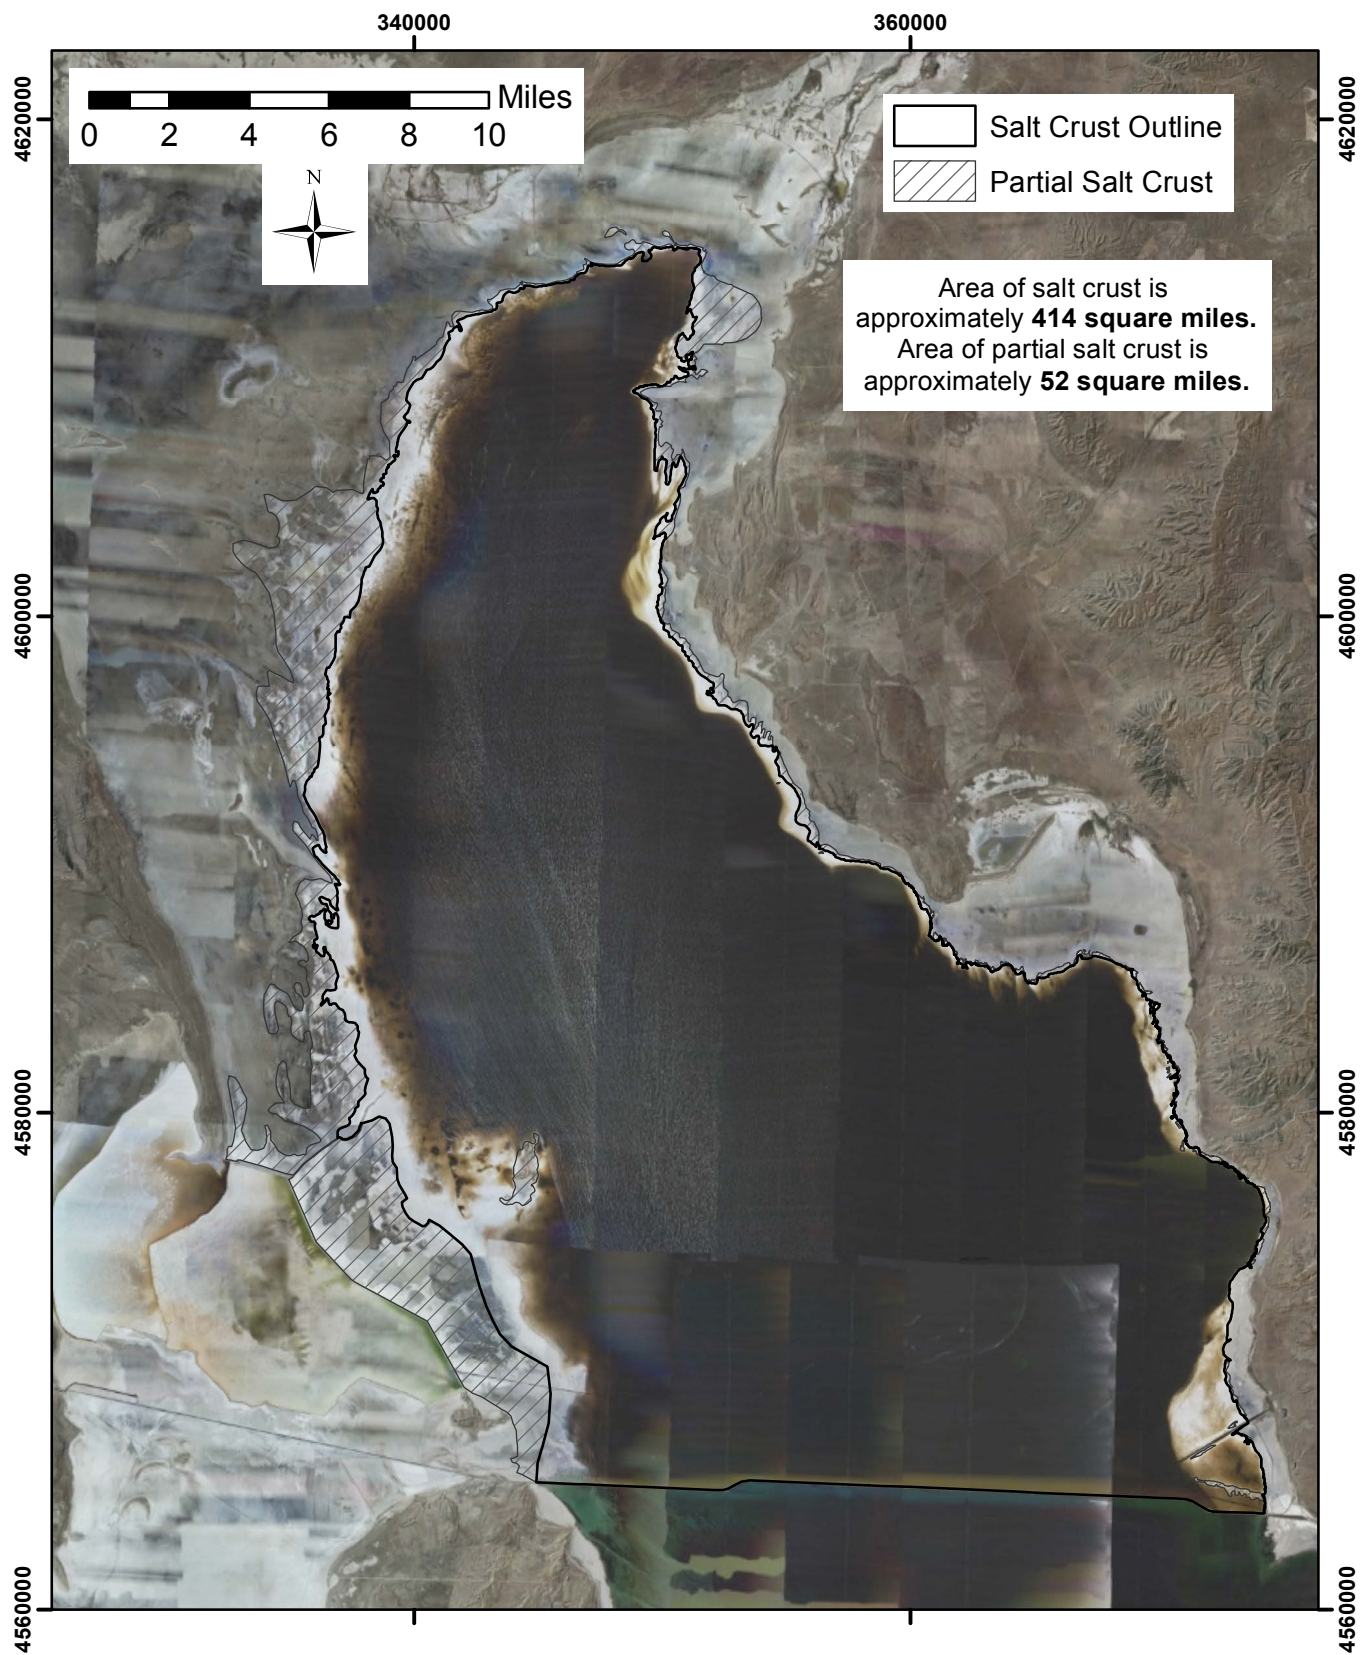 340000 360000
4620000 4620000
Miles
0 2 4 6 8 10
N
Salt Crust Outline
Partial Salt Crust
Area of salt crust is
approximately 414 square miles.
Area of partial salt crust is
approximately 52 square miles.
4600000 4600000
4580000 4580000
4560000 4560000